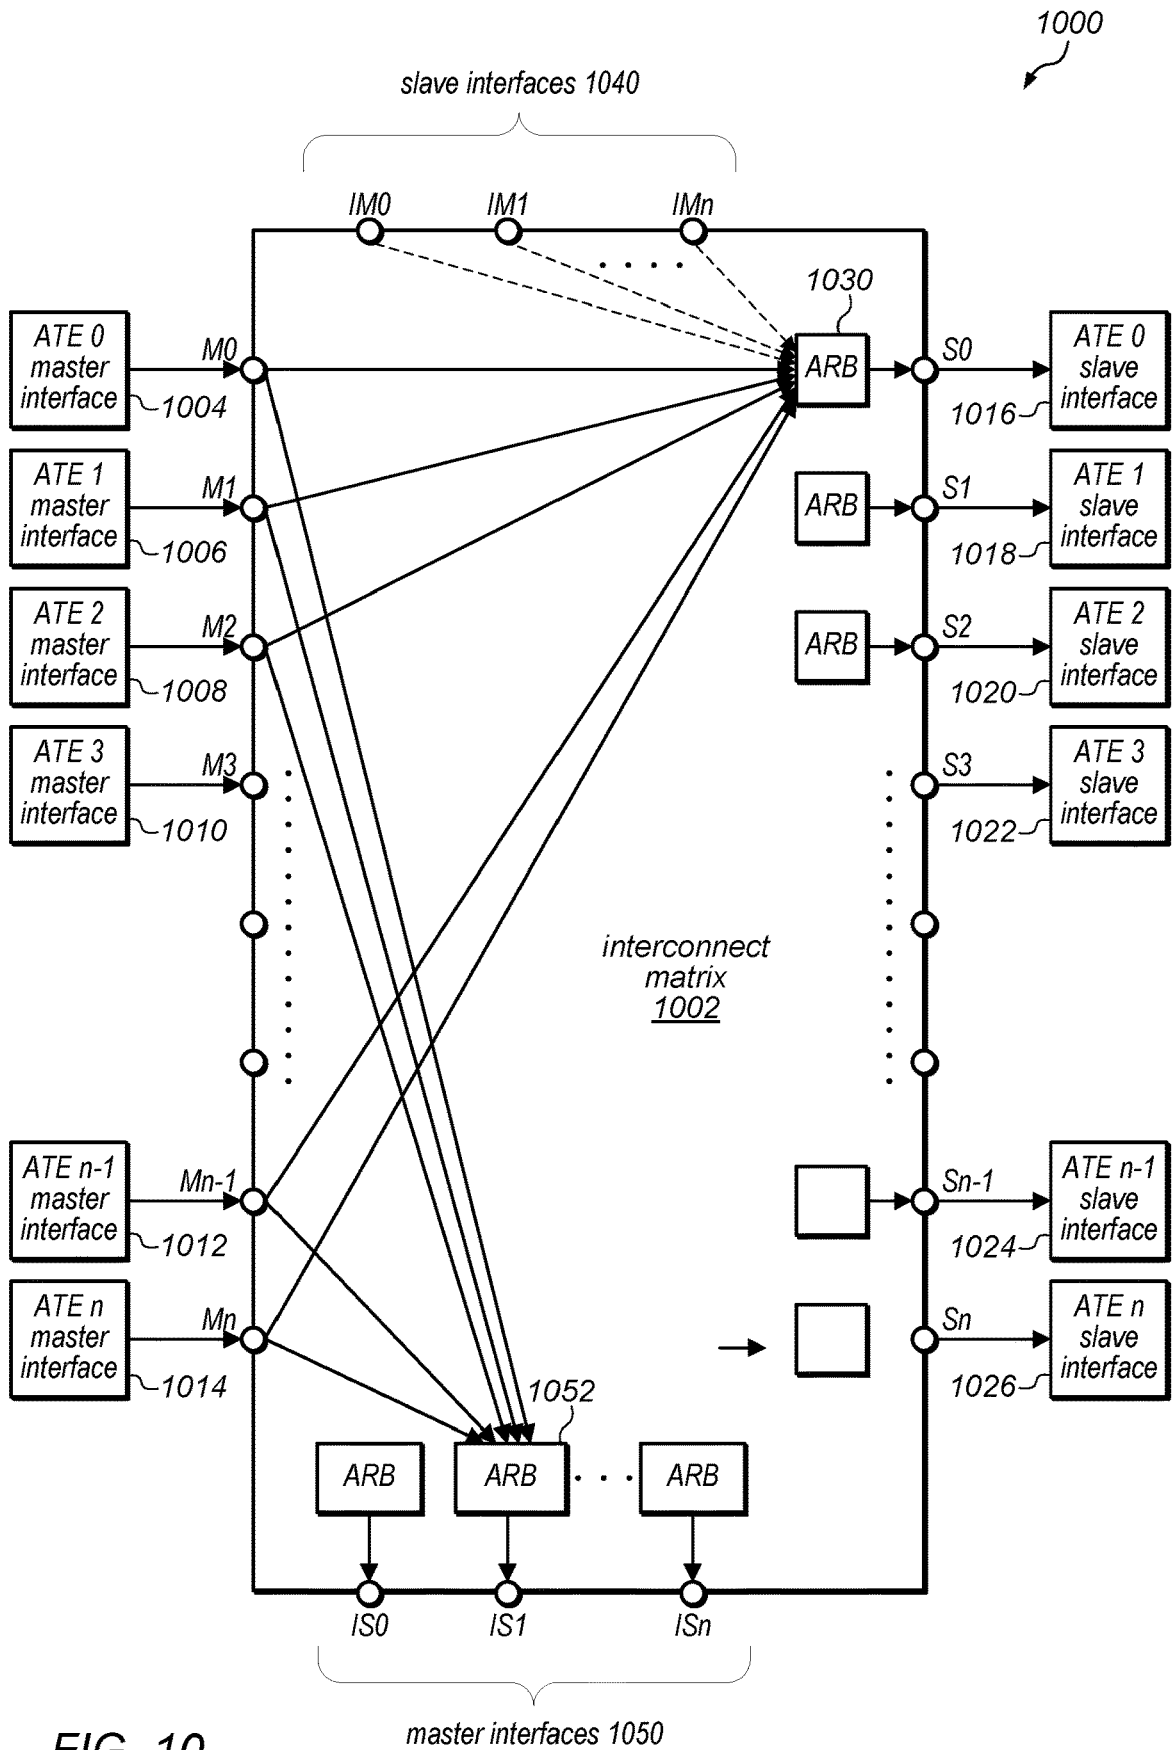 1000
slave interfaces 1040
IM0
IM1
IMn
1030
ARB
ATE 0
master
interface
1004
M0
S0
ATE 0
slave
interface
1016
ATE 1
master
interface
1006
M1
ARB
S1
ATE 1
slave
interface
1018
ATE 2
master
interface
1008
M2
ARB
S2
ATE 2
slave
interface
1020
ATE 3
master
interface
1010
M3
S3
ATE 3
slave
interface
1022
interconnect
matrix
1002
ATE n-1
master
interface
1012
Mn-1
Sn-1
ATE n-1
slave
interface
1024
ATE n
master
interface
1014
Mn
Sn
ATE n
slave
interface
1026
1052
ARB
ARB
ARB
IS0
IS1
ISn
master interfaces 1050
FIG. 10